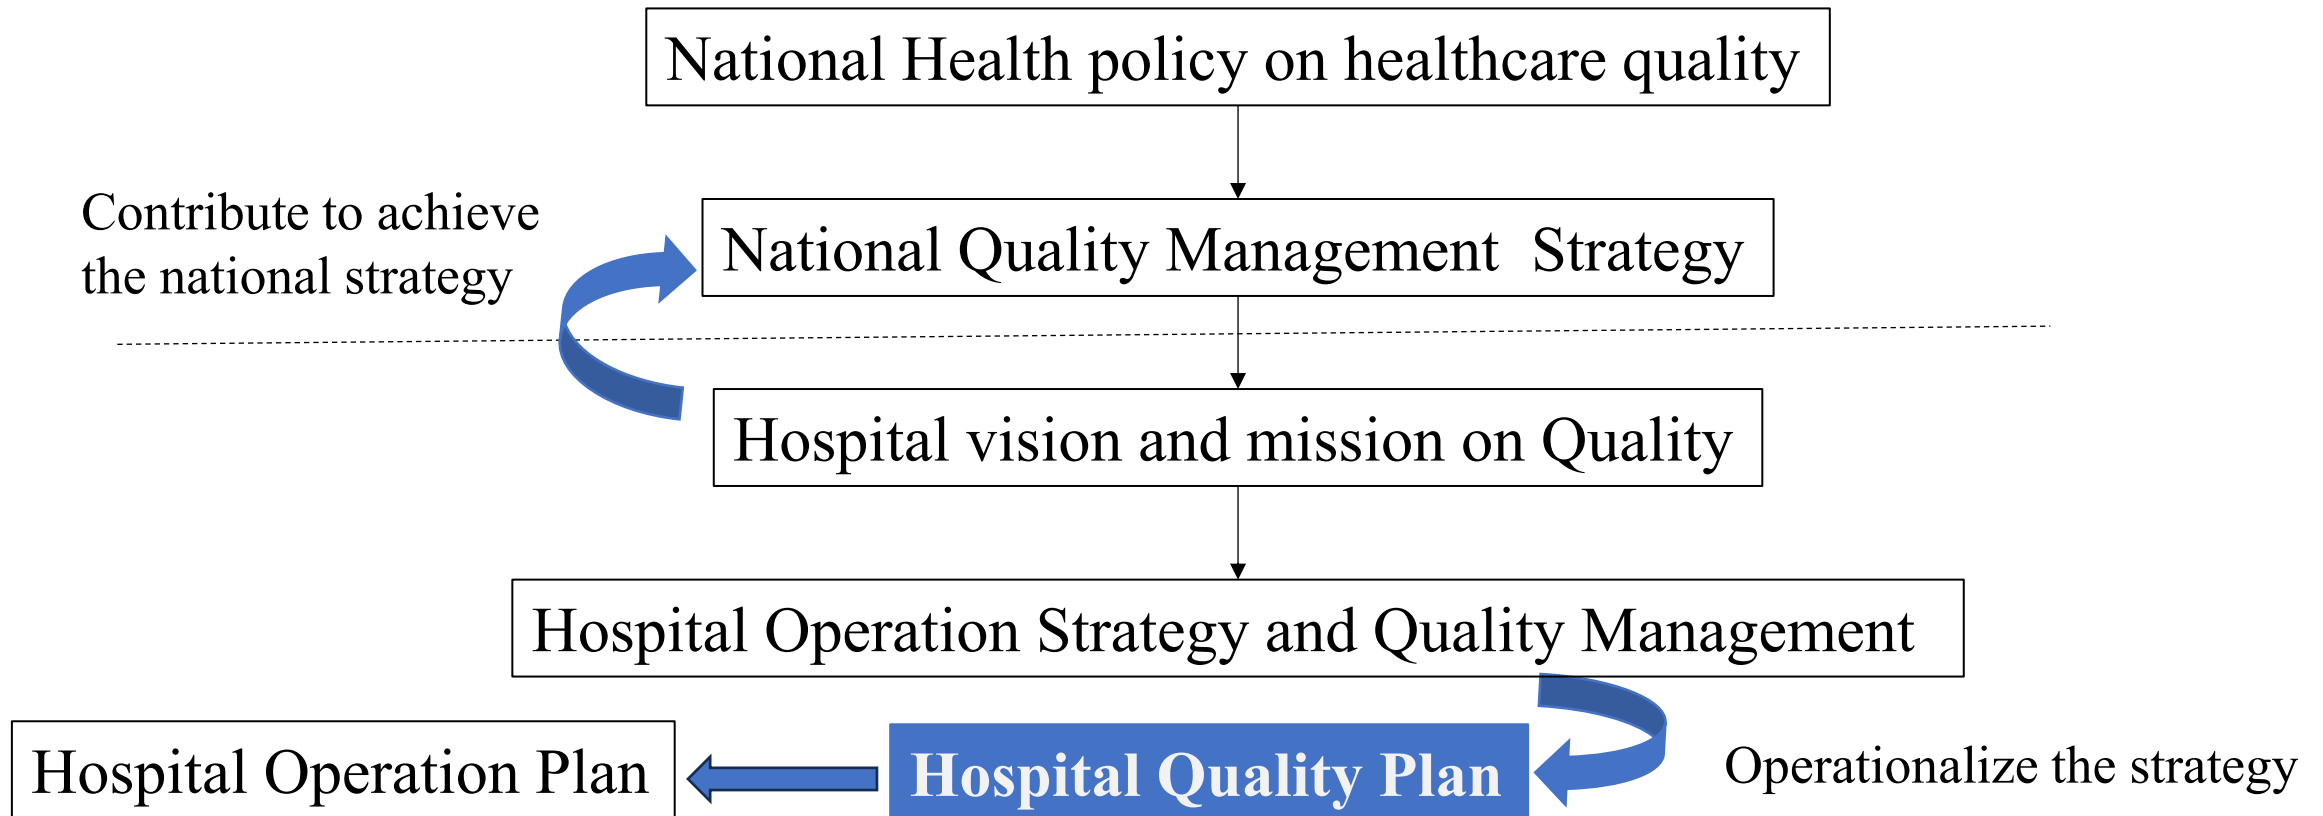 National Health policy on healthcare quality
Contribute to achieve
the national strategy
National Quality Management  Strategy
Hospital vision and mission on Quality
Hospital Operation Strategy and Quality Management
Hospital Operation Plan
Hospital Quality Plan
Operationalize the strategy